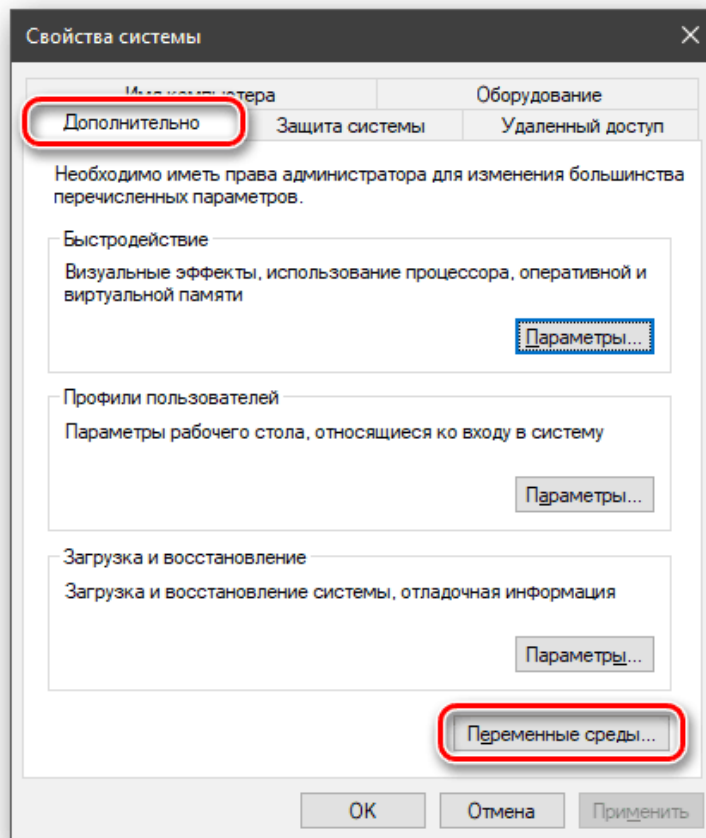 Свойства системы
Имя компьютера
Оборудование
Дополнительно
Защита системы
Удаленный доступ
Необходимо иметь права администратора для изменения большинства
перечисленных параметров.
Быстродействие
Визуальные эффекты, использование процессора, оперативной и
виртуальной памяти
Параметры...
Профили пользователей
Параметры рабочего стола, относящиеся ко входу в систему
Параметры...
Загрузка и восстановление
Загрузка и восстановление системы, отладочная информация
Параметры...
Переменные среды...
OK
Отмена
Применить